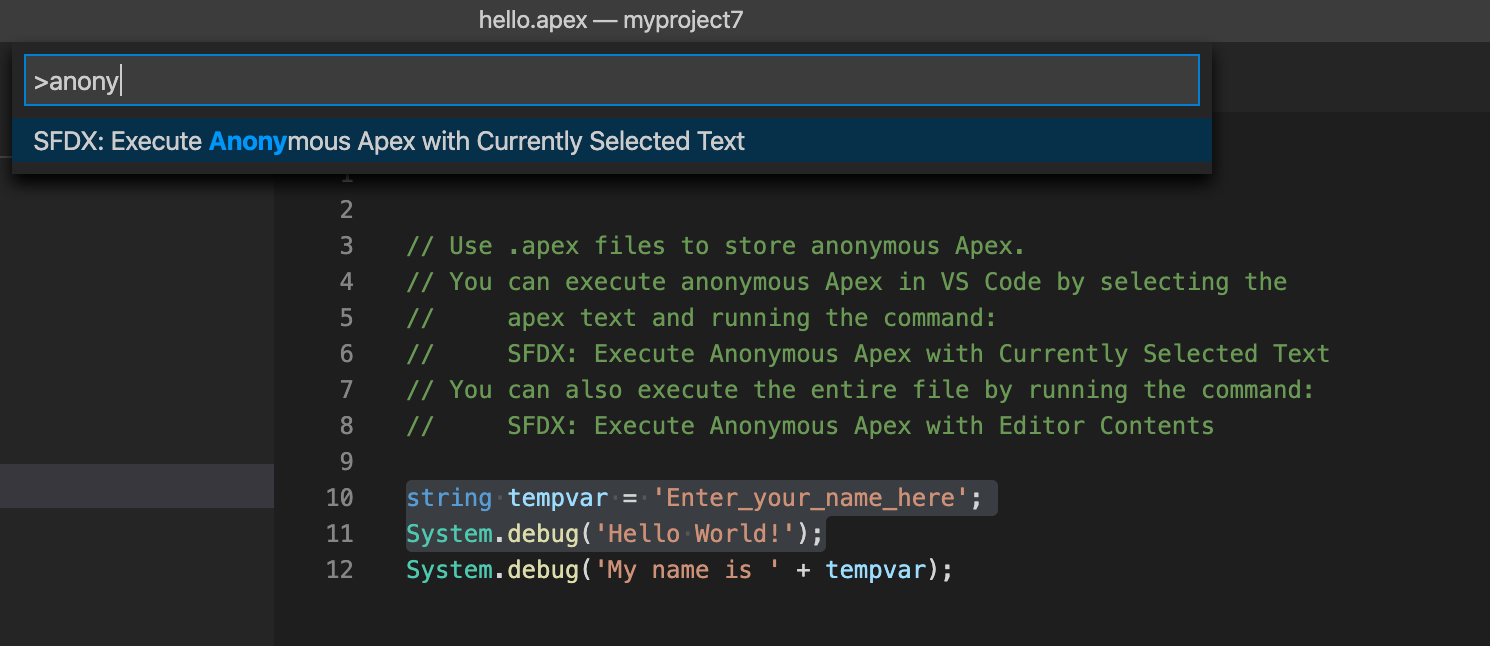 hello.apex — myproject7
>anony
SFDX: Execute Anonymous Apex with Currently Selected Text
1
2
3 // Use .apex files to store anonymous Apex.
4 // You can execute anonymous Apex in VS Code by selecting the
5 //     apex text and running the command:
6 //     SFDX: Execute Anonymous Apex with Currently Selected Text
7 // You can also execute the entire file by running the command:
8 //     SFDX: Execute Anonymous Apex with Editor Contents
9
10 string tempvar = 'Enter_your_name_here';
11 System.debug('Hello World!');
12 System.debug('My name is ' + tempvar);